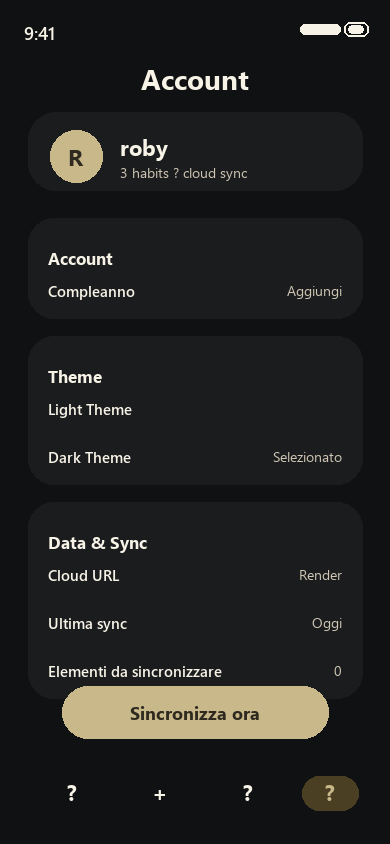 9:41
Account
R
roby
3 habits ? cloud sync
Account
Compleanno Aggiungi
Theme
Light Theme
Dark Theme Selezionato
Data & Sync
Cloud URL Render
Ultima sync Oggi
Elementi da sincronizzare 0
Sincronizza ora
? + ? ?